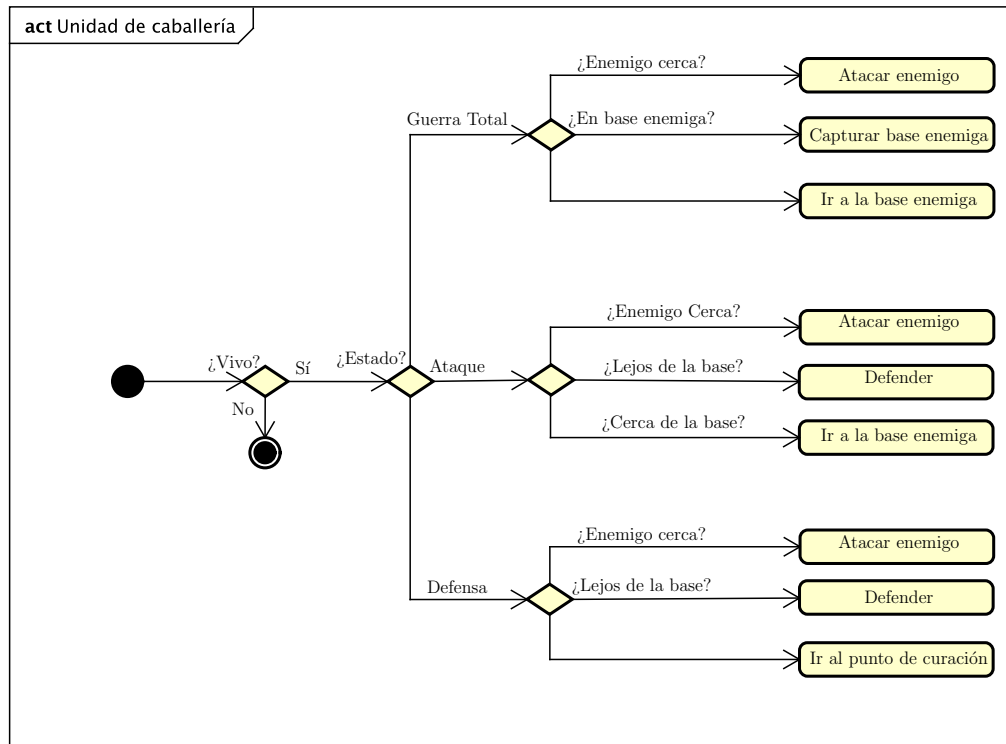 act Unidad de caballería
¿Enemigo cerca?
Atacar enemigo
Guerra Total
¿En base enemiga?
Capturar base enemiga
Ir a la base enemiga
¿Enemigo Cerca?
Atacar enemigo
¿Vivo?
Sí
¿Estado?
Ataque
¿Lejos de la base?
Defender
No
¿Cerca de la base?
Ir a la base enemiga
¿Enemigo cerca?
Atacar enemigo
Defensa
¿Lejos de la base?
Defender
Ir al punto de curación